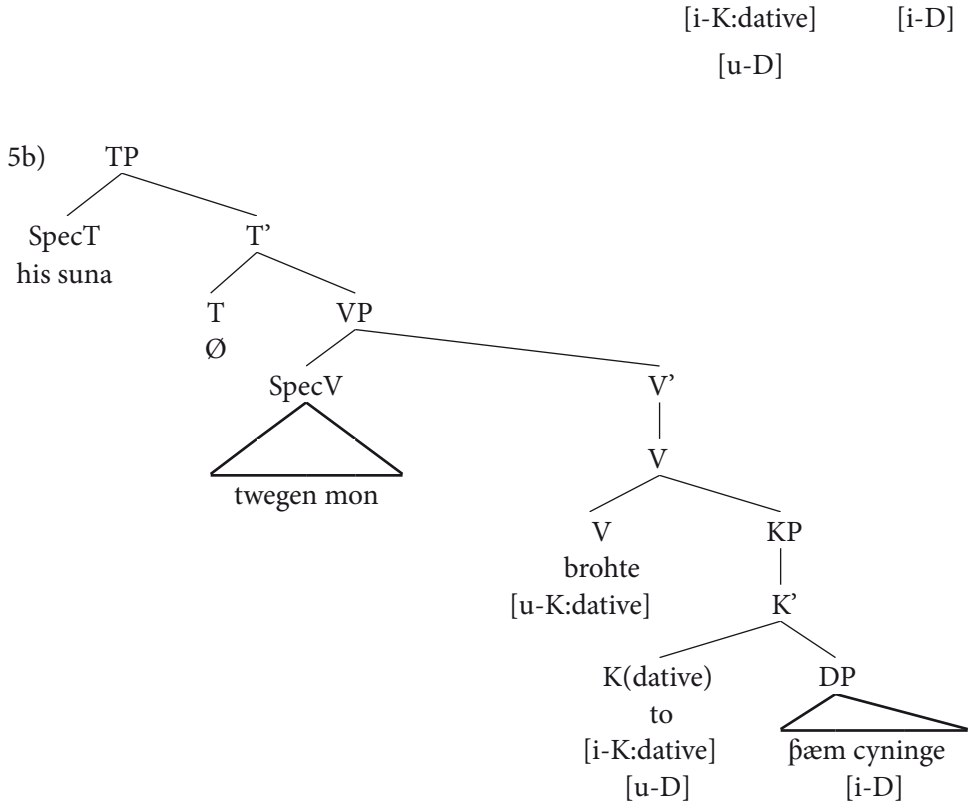 [i-K:dative] [i-D]
[u-D]
5b) TP
SpecT T’
his suna
T VP
Ø
SpecV V’
V
twegen mon
V KP
brohte
[u-K:dative] K’
K(dative) DP
to
[i-K:dative] þæm cyninge
[u-D] [i-D]